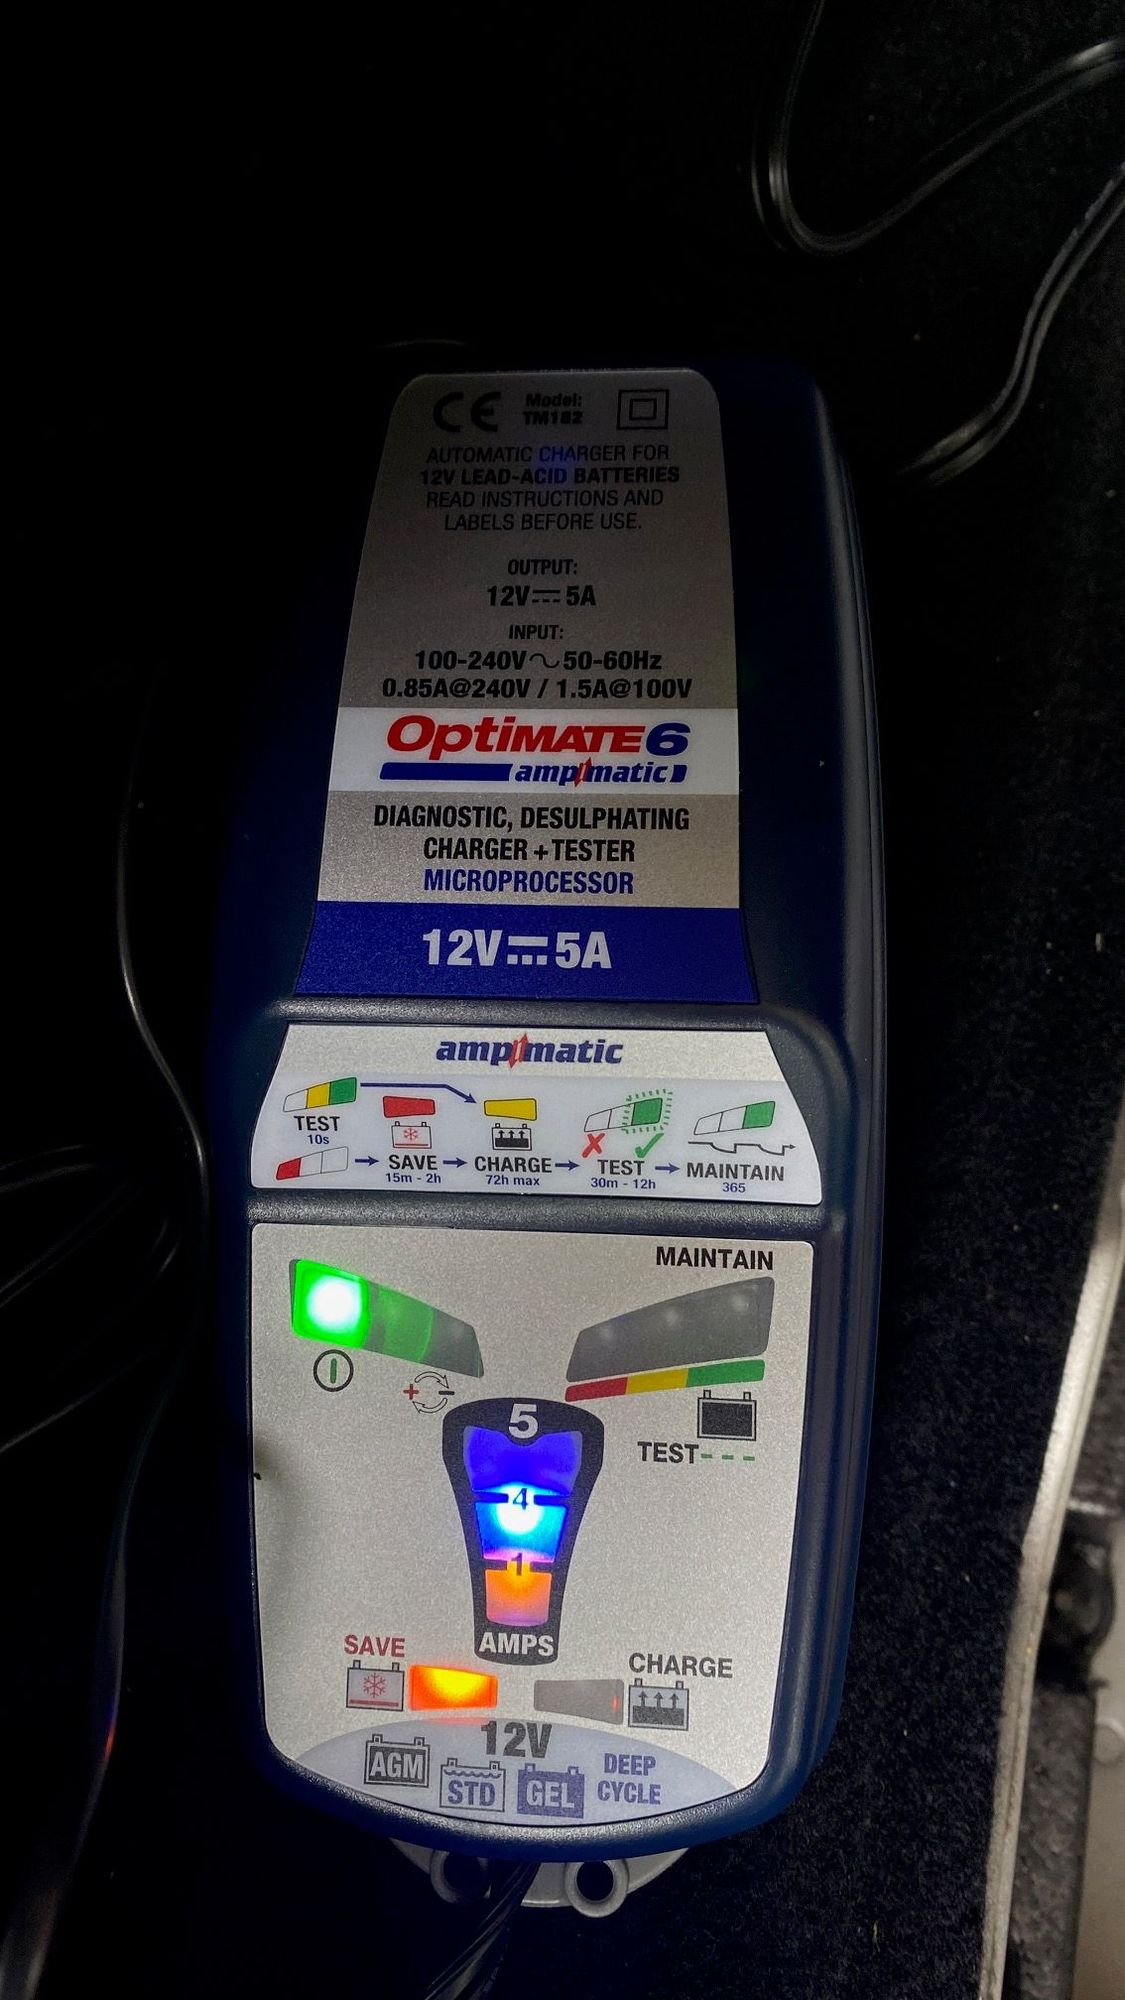 CE Model:
TM182
AUTOMATIC CHARGER FOR
12V LEAD-ACID BATTERIES
READ INSTRUCTIONS AND
LABELS BEFORE USE.
OUTPUT:
12V⎓5A
INPUT:
100-240V~50-60Hz
0.85A@240V / 1.5A@100V
OptiMATE6
ampmatic
DIAGNOSTIC, DESULPHATING
CHARGER+TESTER
MICROPROCESSOR
12V⎓5A
ampmatic
TEST
10s
SAVE
15m - 2h
CHARGE
72h max
TEST
30m - 12h
MAINTAIN
365
MAINTAIN
5
TEST---
4
1
AMPS
SAVE
CHARGE
12V
AGM
STD
GEL
DEEP
CYCLE